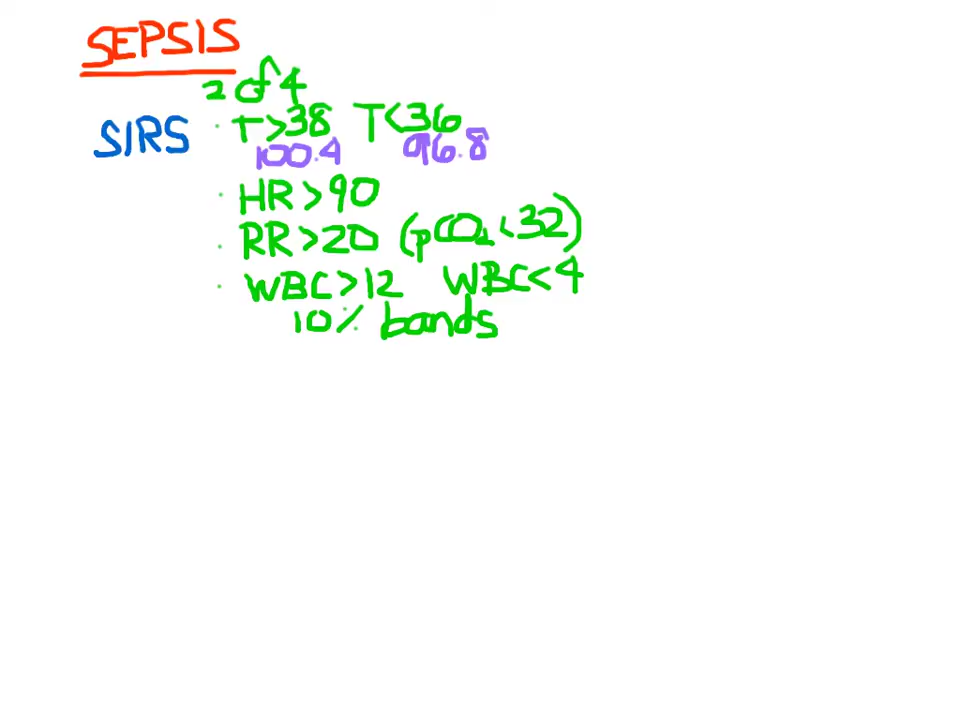 SEPSIS
2 of 4
SIRS · T>38 T<36
100.4 96.8
· HR>90
· RR>20 (pCO₂<32)
· WBC>12 WBC<4
10% bands